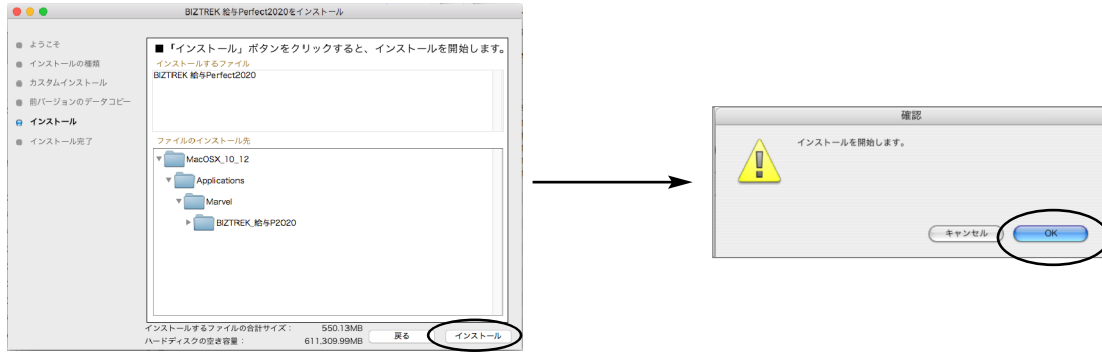 BIZTREK 給与Perfect2020をインストール
ようこそ
インストールの種類
カスタムインストール
前バージョンのデータコピー
インストール
インストール完了
■「インストール」ボタンをクリックすると、インストールを開始します。
インストールするファイル
BIZTREK 給与Perfect2020
ファイルのインストール先
MacOSX_10_12
Applications
Marvel
BIZTREK_給与P2020
インストールするファイルの合計サイズ： 550.13MB
ハードディスクの空き容量： 611,309.99MB
戻る
インストール
確認
インストールを開始します。
キャンセル
OK